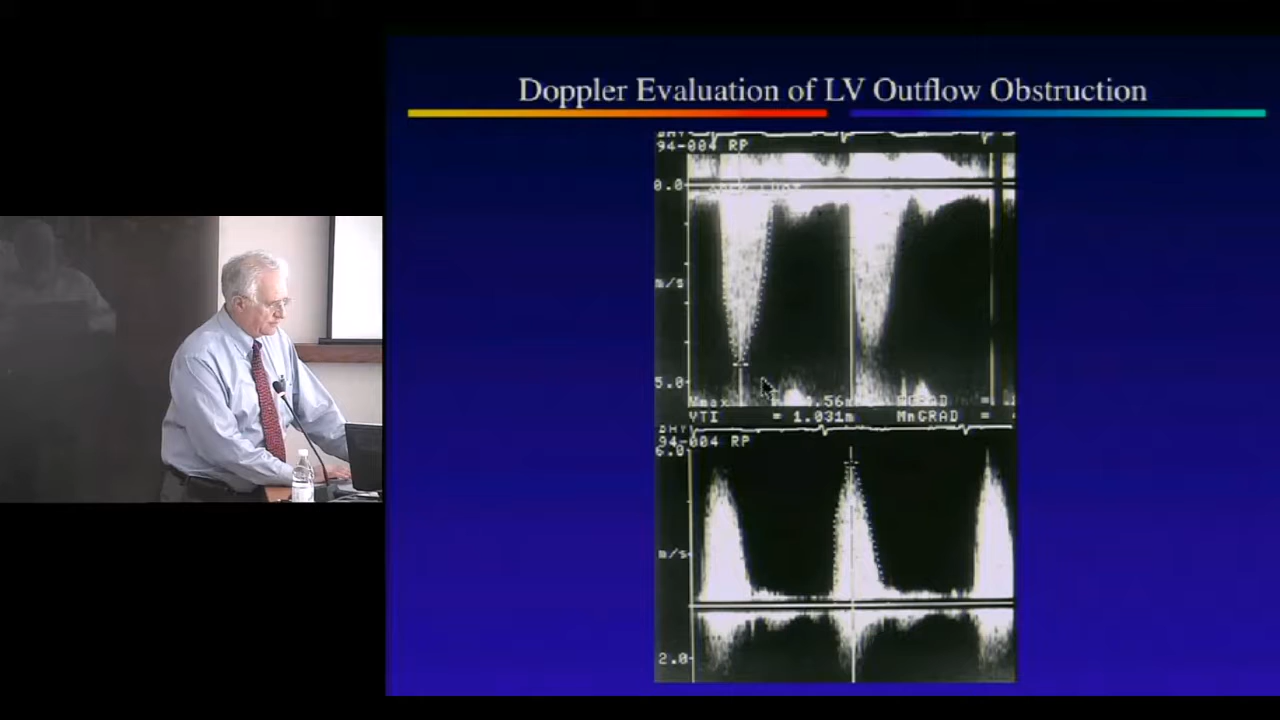 Doppler Evaluation of LV Outflow Obstruction
94-004 RP
0.0
m/s
5.0
VTI = 1.031m MnGRAD =
94-004 RP
6.0
m/s
2.0